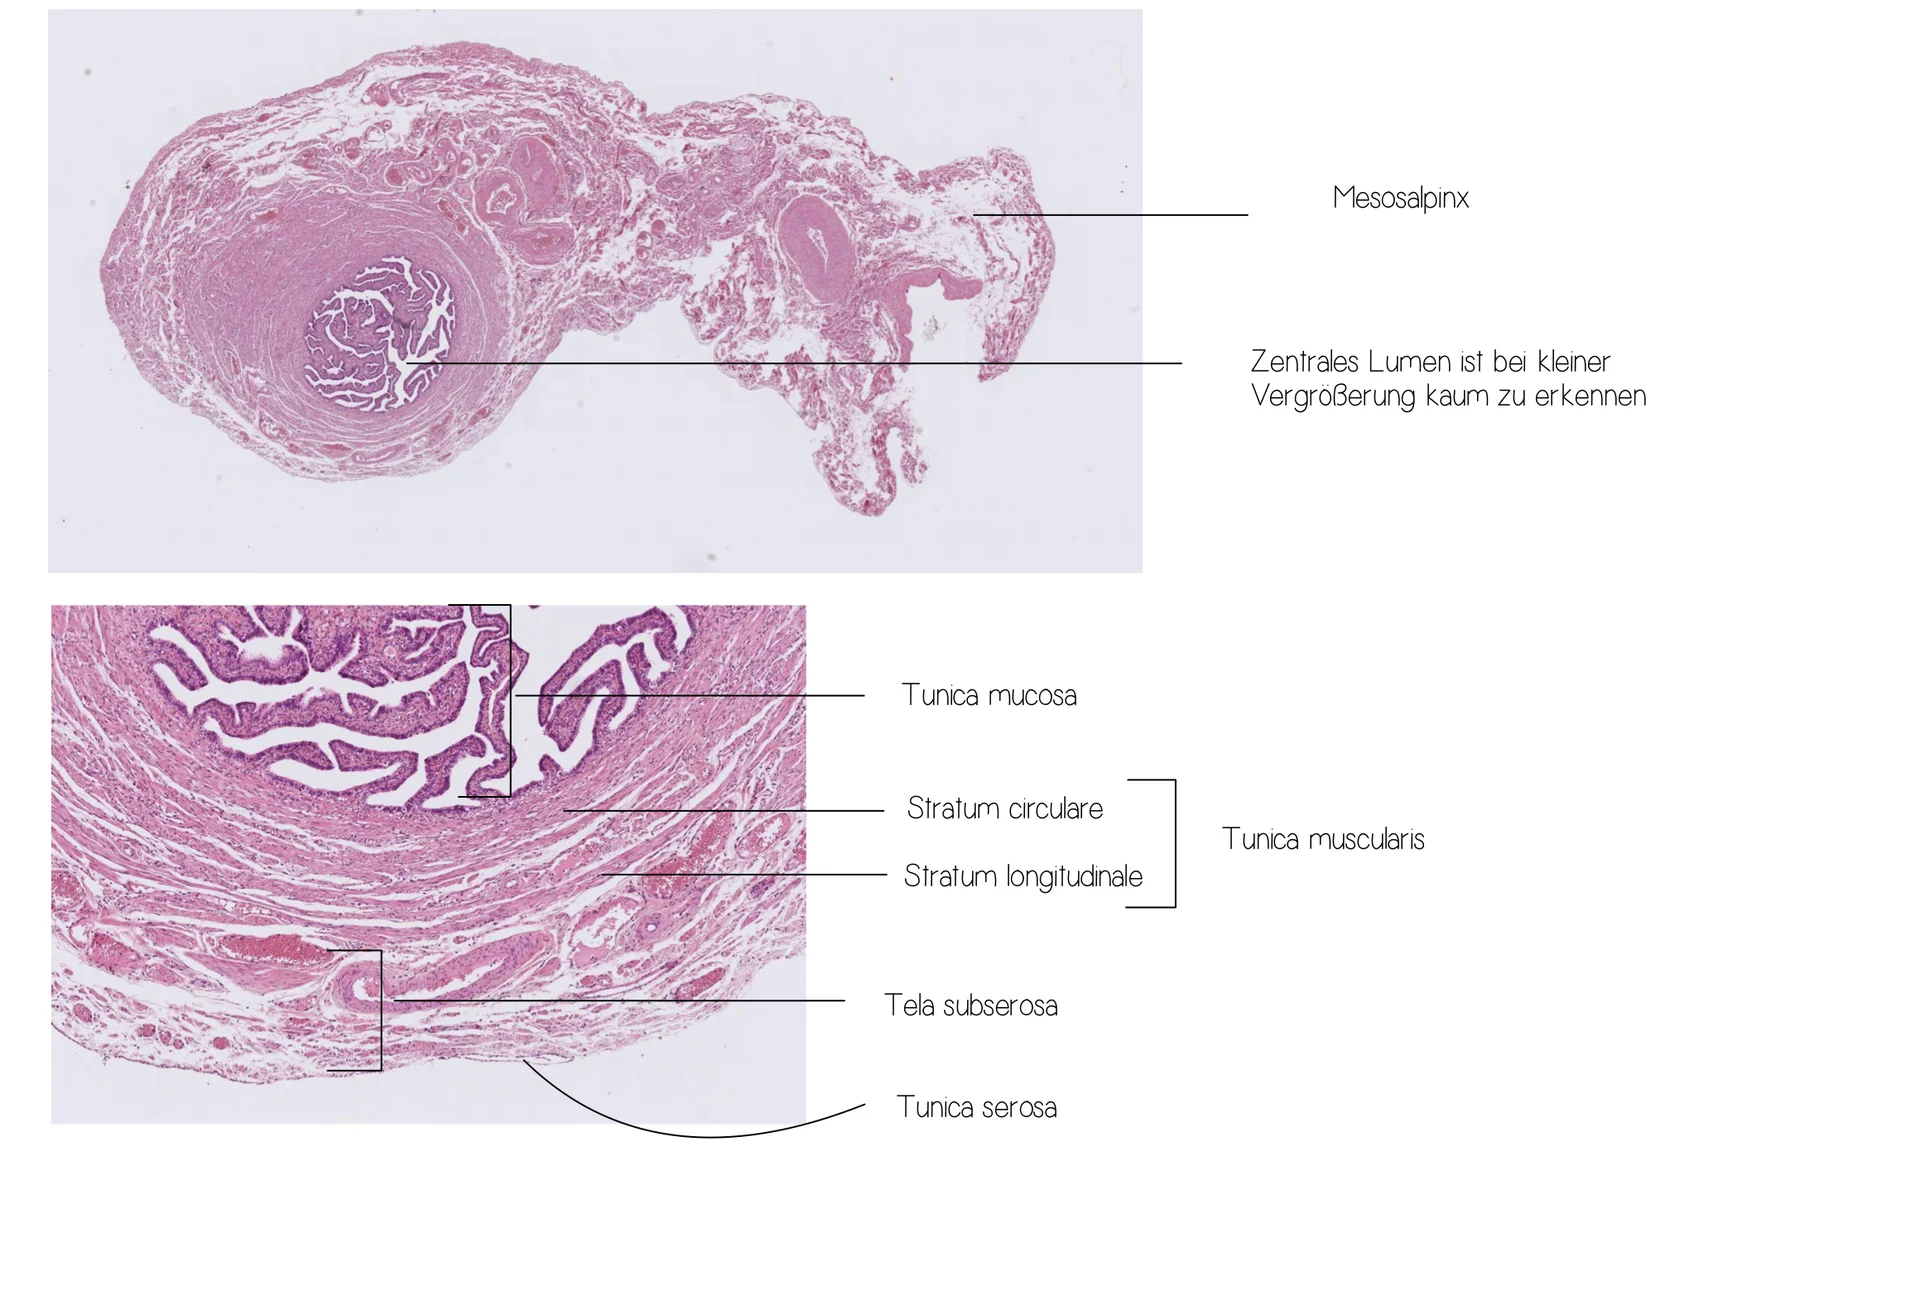 Mesosalpinx
Zentrales Lumen ist bei kleiner
Vergrößerung kaum zu erkennen
Tunica mucosa
Stratum circulare
Tunica muscularis
Stratum longitudinale
Tela subserosa
Tunica serosa